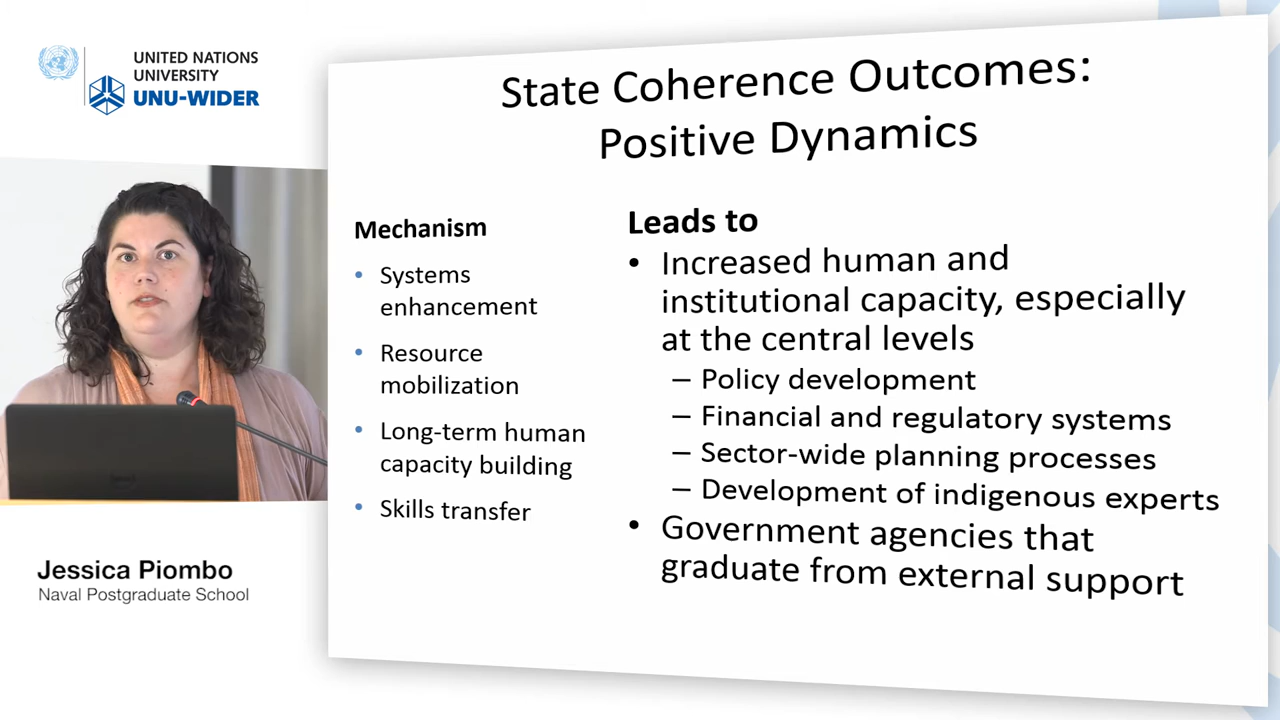 UNITED NATIONS
UNIVERSITY
UNU-WIDER
State Coherence Outcomes:
Positive Dynamics
Mechanism
• Systems
enhancement
• Resource
mobilization
• Long-term human
capacity building
• Skills transfer
Leads to
• Increased human and
institutional capacity, especially
at the central levels
– Policy development
– Financial and regulatory systems
– Sector-wide planning processes
– Development of indigenous experts
• Government agencies that
graduate from external support
Jessica Piombo
Naval Postgraduate School